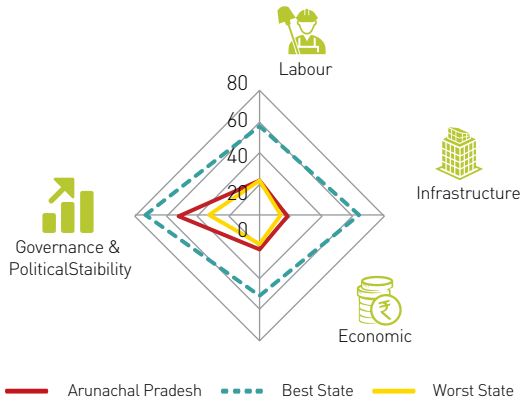 Labour
80
60
40
20
0
Infrastructure
Governance &
PoliticalStaibility
₹
Economic
Arunachal Pradesh
Best State
Worst State